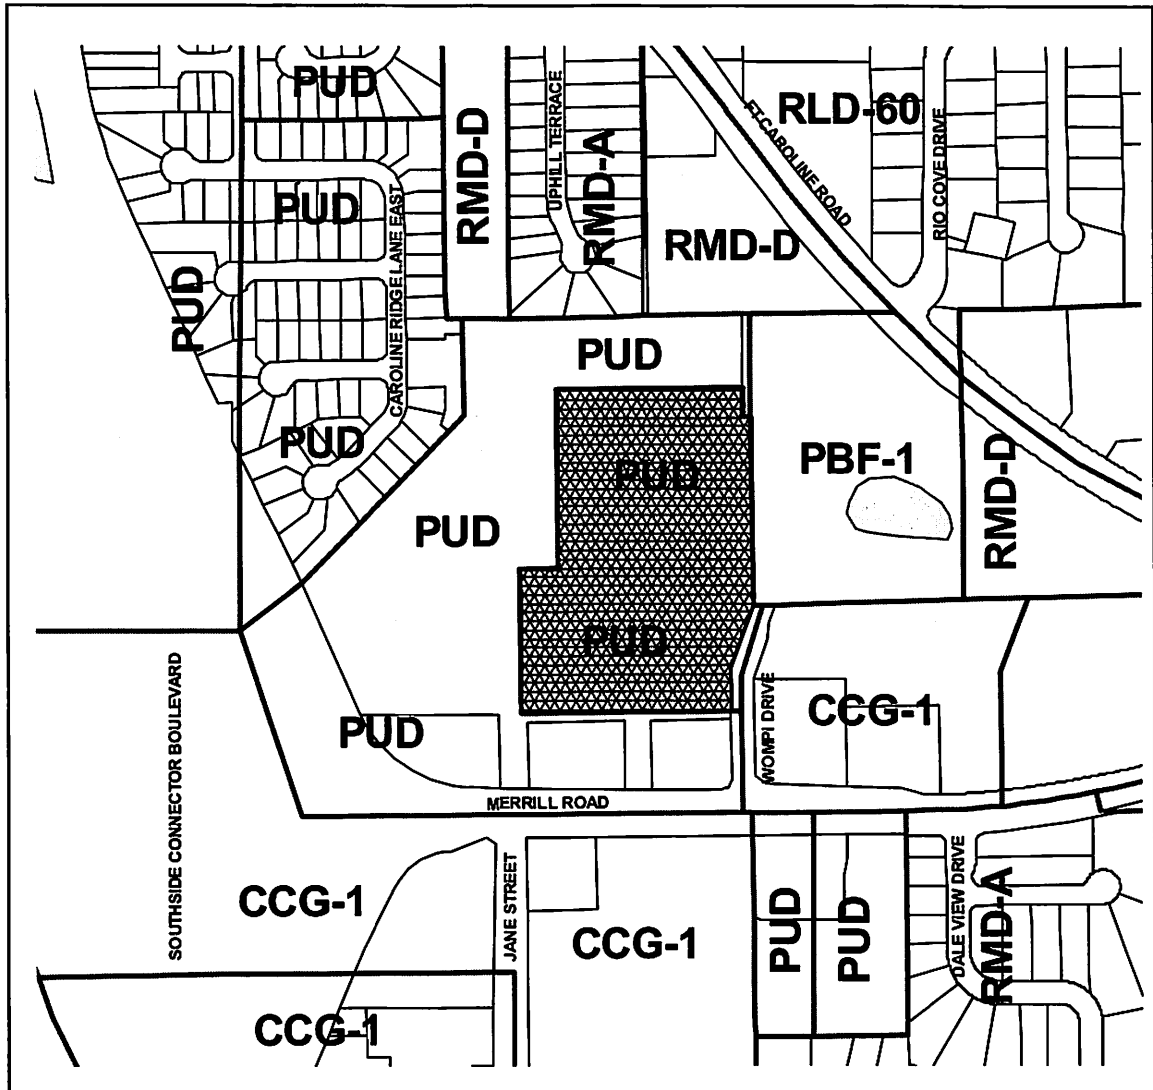 PUD
RMD-D
UPHILL TERRACE
RMD-A
FT CAROLINE ROAD
RLD-60
RIO COVE DRIVE
PUD
CAROLINE RIDGE LANE EAST
RMD-D
PUD
PUD
PUD
PUD
PBF-1
RMD-D
PUD
PUD
PUD
SOUTHSIDE CONNECTOR BOULEVARD
PUD
WOMPI DRIVE
CCG-1
MERRILL ROAD
CCG-1
JANE STREET
CCG-1
PUD
PUD
DALE VIEW DRIVE
RMD-A
CCG-1